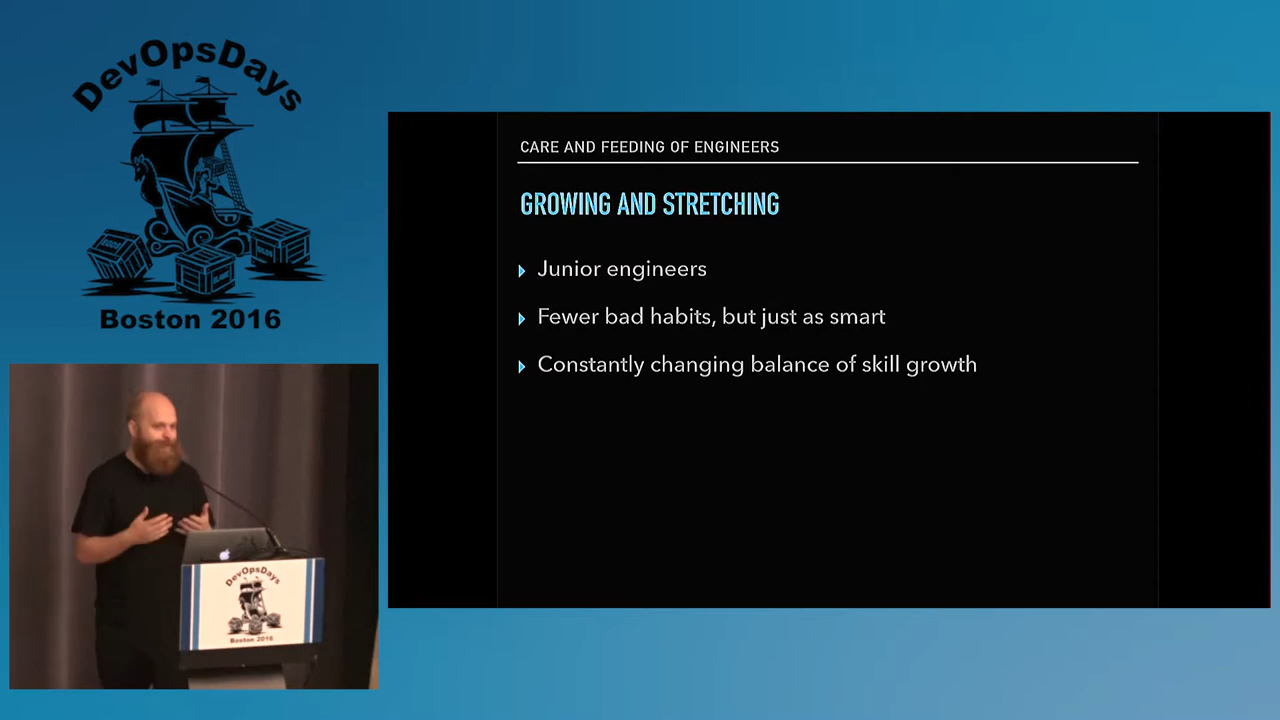 DevOpsDays
Boston 2016
CARE AND FEEDING OF ENGINEERS
GROWING AND STRETCHING
Junior engineers
Fewer bad habits, but just as smart
Constantly changing balance of skill growth
DevOpsDays
Boston 2016